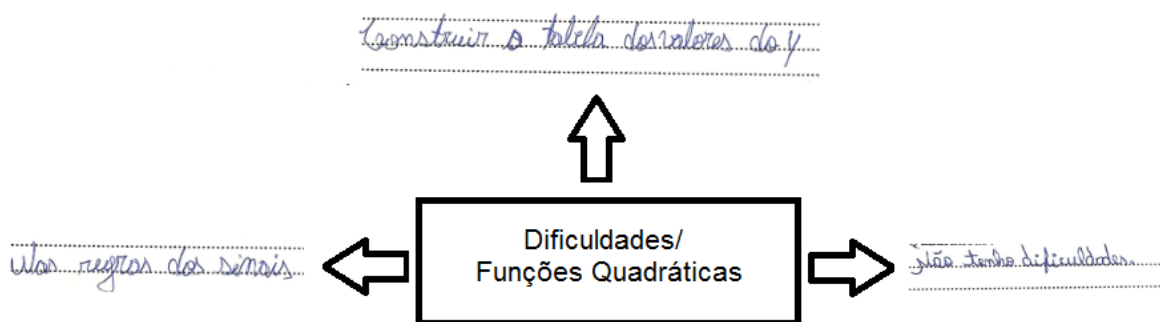 Construir a tabela dos valores do y
Dificuldades/
Funções Quadráticas
Nas regras dos sinais
Não tenho dificuldades.